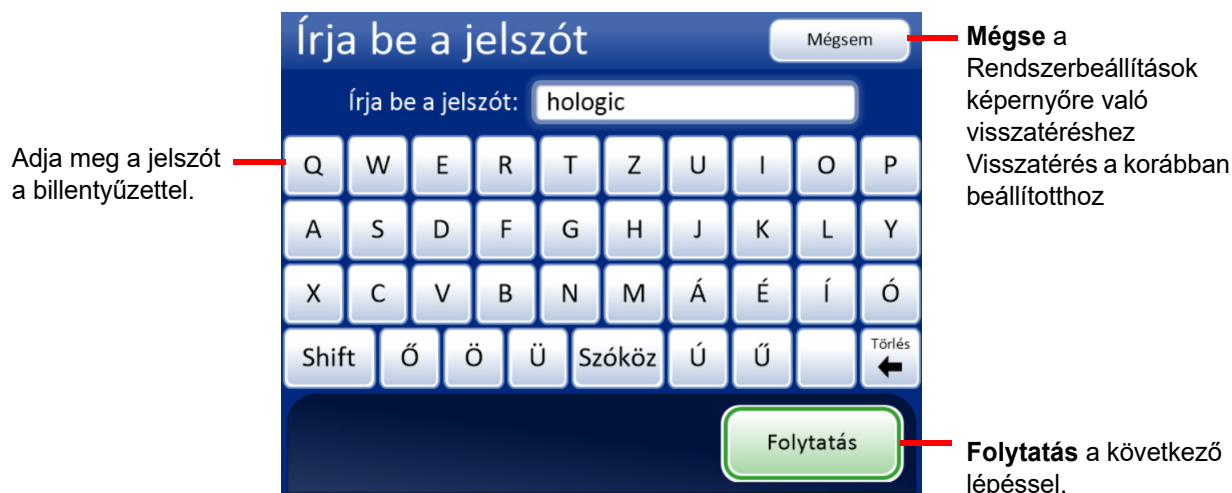 Írja be a jelszót
Mégsem
Írja be a jelszót:
hologic
Q W E R T Z U I O P
A S D F G H J K L Y
X C V B N M Á É Í Ó
Shift Ő Ö Ü Szóköz Ú Ű Törlés
Folytatás
Adja meg a jelszót
a billentyűzettel.
Mégse a
Rendszerbeállítások
képernyőre való
visszatéréshez
Visszatérés a korábban
beállítotthoz
Folytatás a következő
lépéssel.